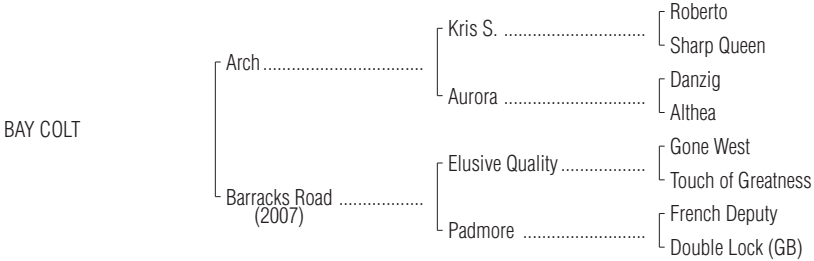 Roberto
Kris S. ..............................
Sharp Queen
Arch.................................
Danzig
Aurora ..............................
Althea
BAY COLT
Gone West
Elusive Quality..................
Touch of Greatness
Barracks Road ..................
(2007)
French Deputy
Padmore ..........................
Double Lock (GB)